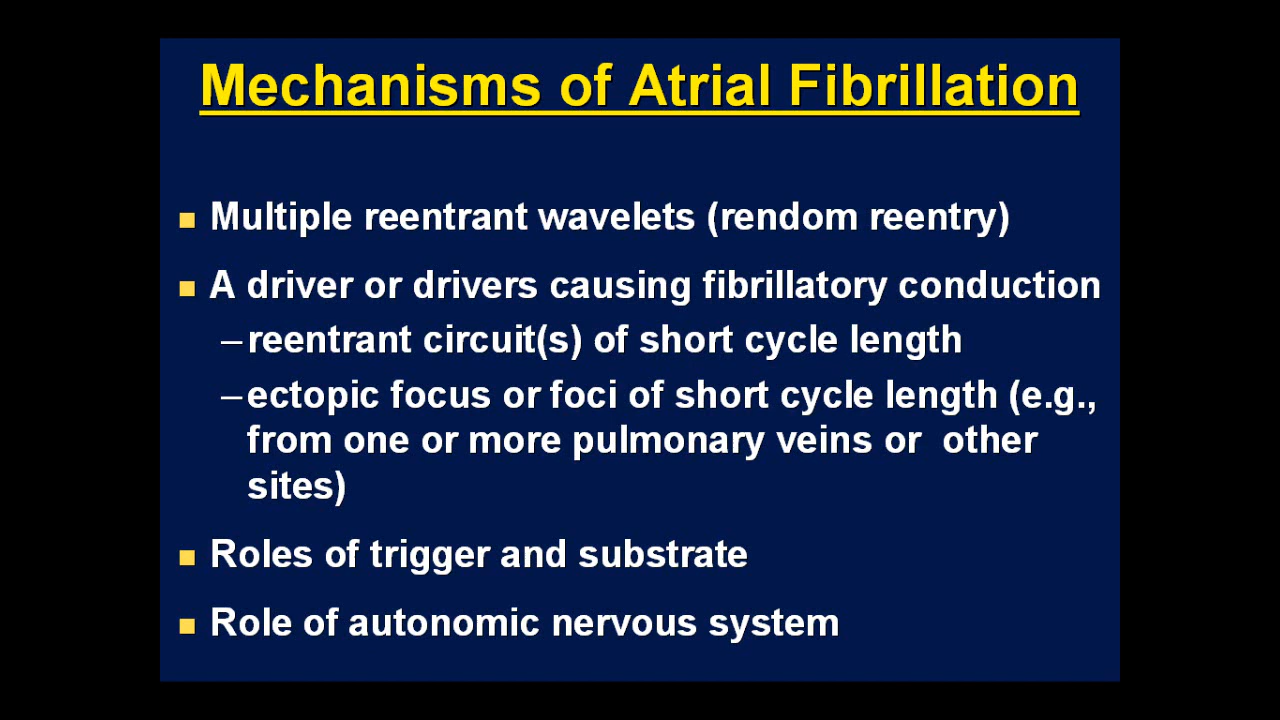 Mechanisms of Atrial Fibrillation
Multiple reentrant wavelets (rendom reentry)
A driver or drivers causing fibrillatory conduction
–reentrant circuit(s) of short cycle length
–ectopic focus or foci of short cycle length (e.g.,
from one or more pulmonary veins or other
sites)
Roles of trigger and substrate
Role of autonomic nervous system